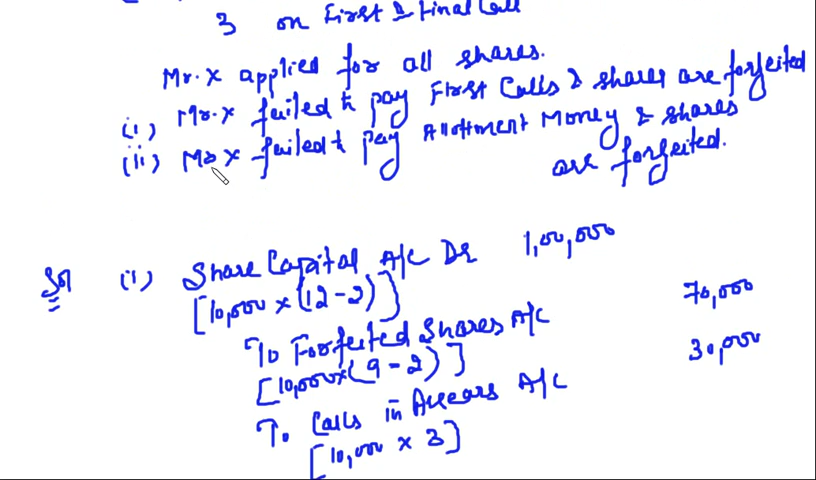 3 on First & Final Call
Mr. X applied for all shares.
(i) Mr. X failed to pay First Calls & shares are forfeited
(ii) Mr X failed to pay Allotment Money & shares
are forfeited.
Sol (i) Share Capital A/C Dr 1,00,000
[10,000 x (12-2)]
To Forfeited Shares A/C 70,000
[10,000x(9-2)]
To Calls in Arrears A/C 30,000
[10,000 x 3]